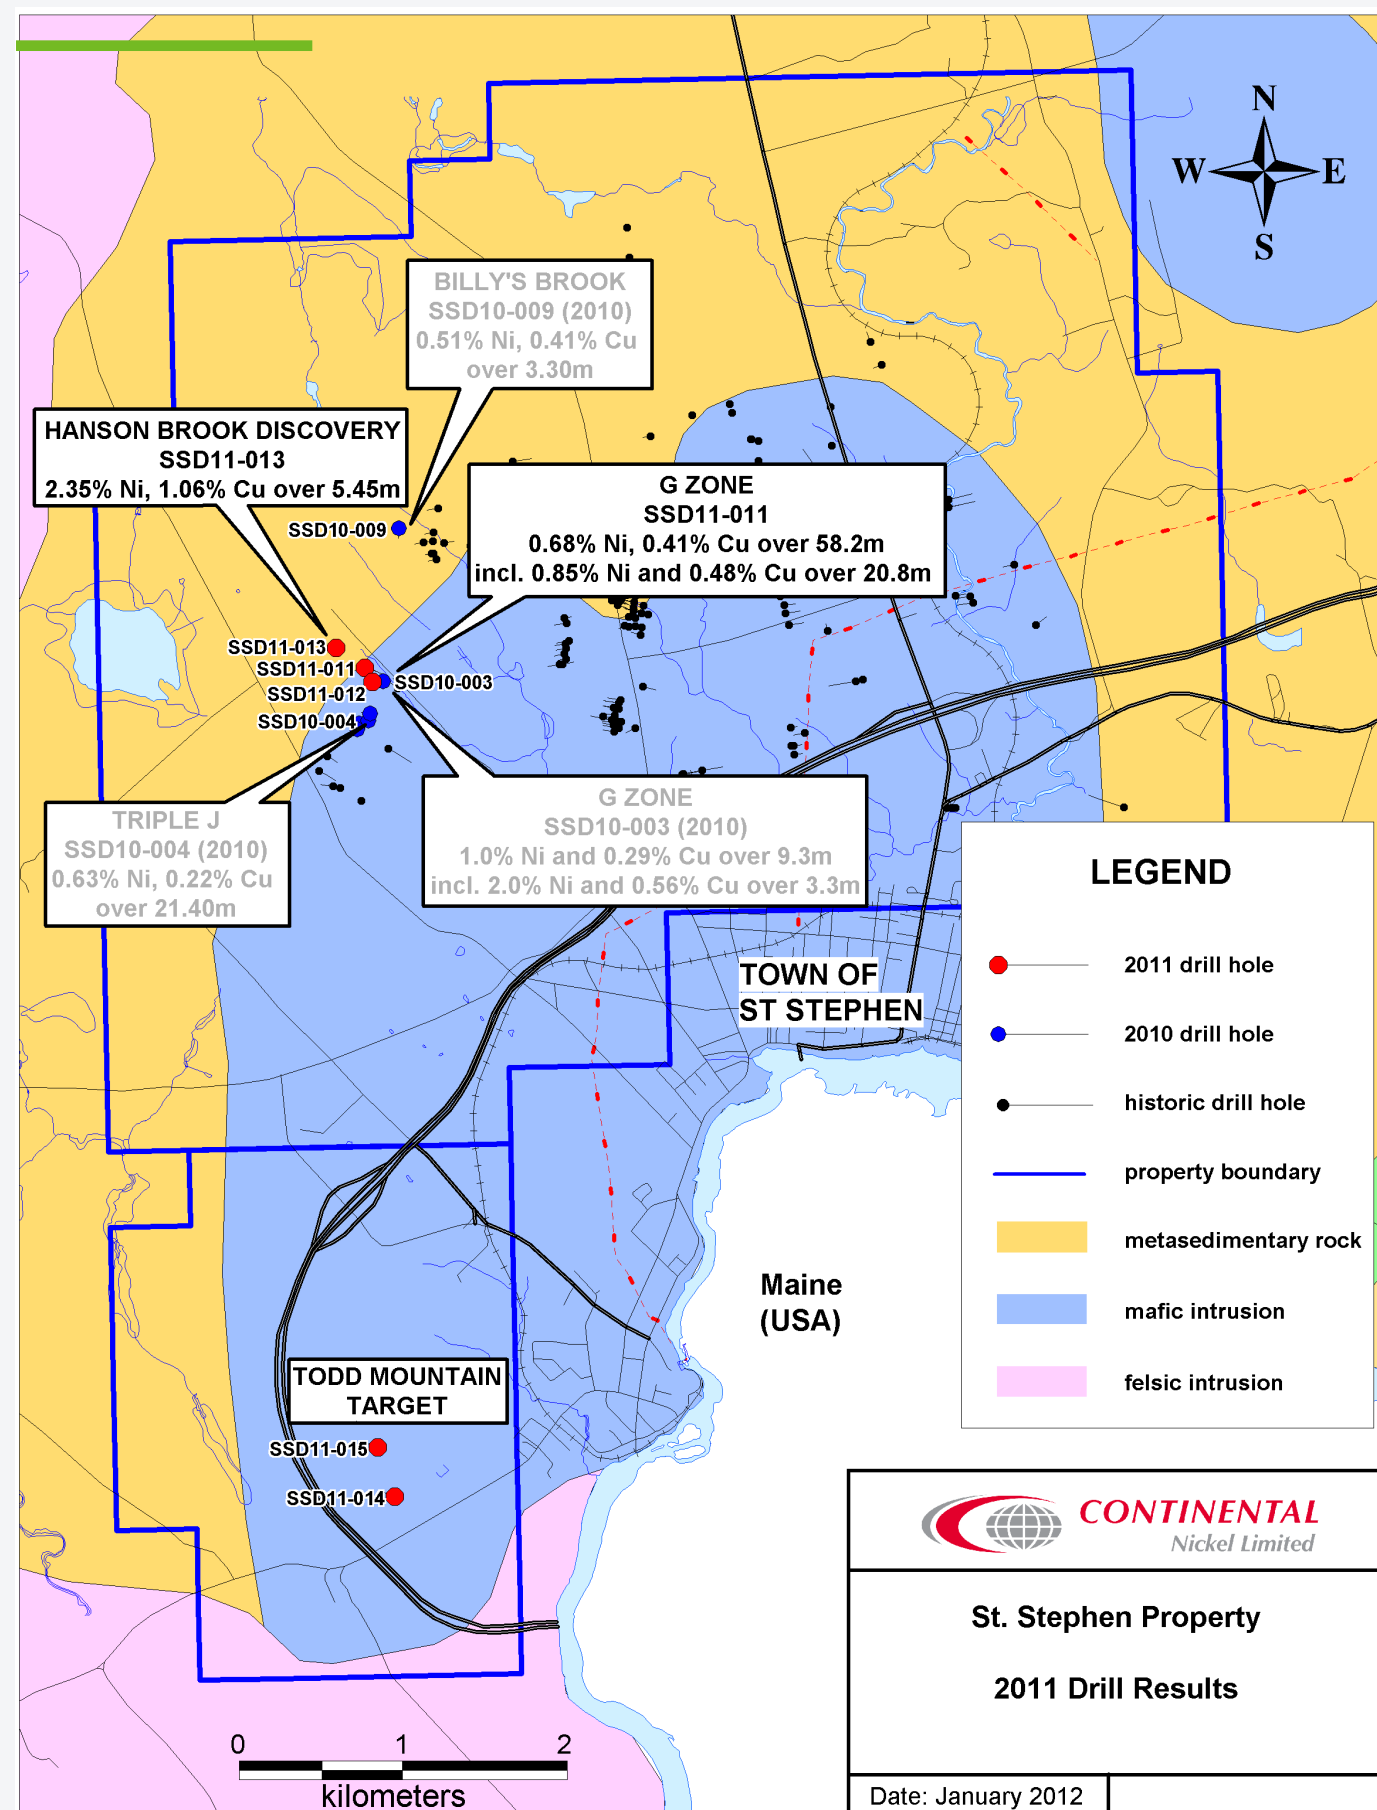 N
W E
S
BILLY'S BROOK
SSD10-009 (2010)
0.51% Ni, 0.41% Cu
over 3.30m
HANSON BROOK DISCOVERY
SSD11-013
2.35% Ni, 1.06% Cu over 5.45m
G ZONE
SSD11-011
0.68% Ni, 0.41% Cu over 58.2m
incl. 0.85% Ni and 0.48% Cu over 20.8m
SSD10-009
SSD11-013
SSD11-011
SSD10-003
SSD11-012
SSD10-004
TRIPLE J
SSD10-004 (2010)
0.63% Ni, 0.22% Cu
over 21.40m
G ZONE
SSD10-003 (2010)
1.0% Ni and 0.29% Cu over 9.3m
incl. 2.0% Ni and 0.56% Cu over 3.3m
TOWN OF
ST STEPHEN
LEGEND
2011 drill hole
2010 drill hole
historic drill hole
property boundary
metasedimentary rock
mafic intrusion
felsic intrusion
Maine
(USA)
TODD MOUNTAIN
TARGET
SSD11-015
SSD11-014
CONTINENTAL
Nickel Limited
St. Stephen Property
2011 Drill Results
Date: January 2012
0 1 2
kilometers